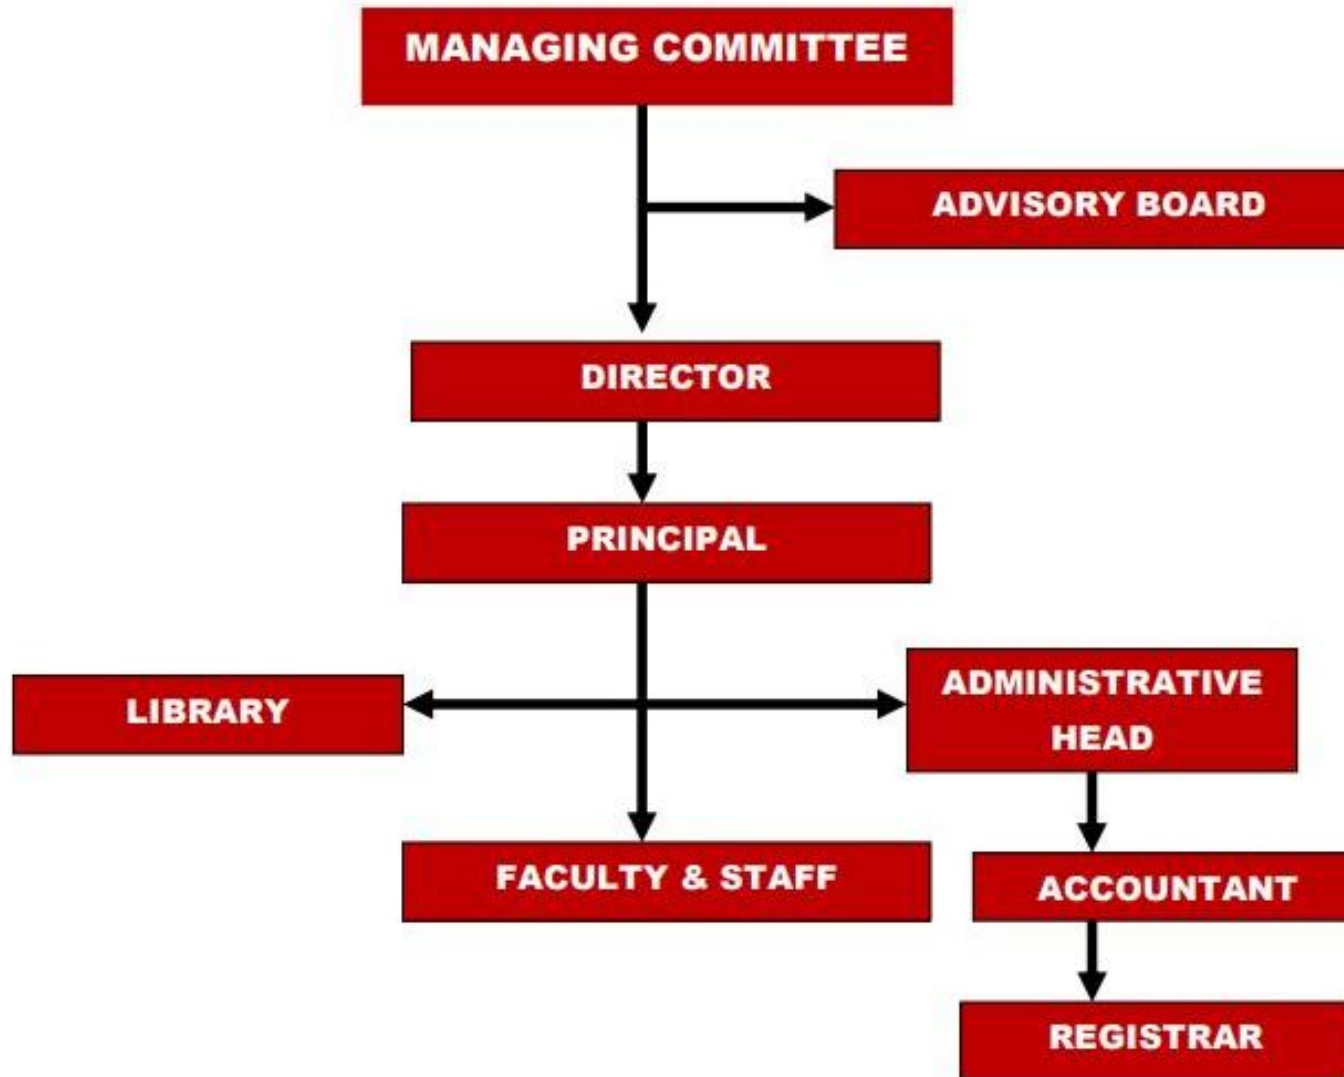 MANAGING COMMITTEE
ADVISORY BOARD
DIRECTOR
PRINCIPAL
LIBRARY
ADMINISTRATIVE
HEAD
FACULTY & STAFF
ACCOUNTANT
REGISTRAR